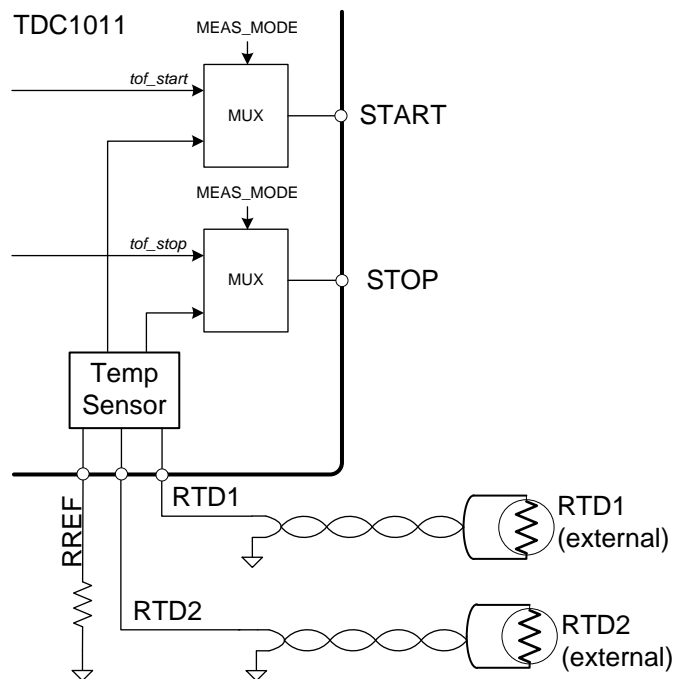 TDC1011
MEAS_MODE
tof_start
MUX
START
MEAS_MODE
tof_stop
MUX
STOP
Temp
Sensor
RREF
RTD1
RTD1
(external)
RTD2
RTD2
(external)